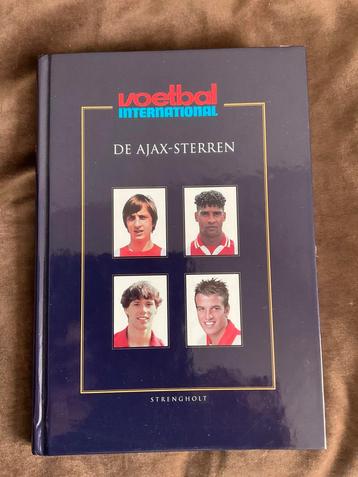 voetbal
INTERNATIONAL
DE AJAX-STERREN
STRENGHOLT